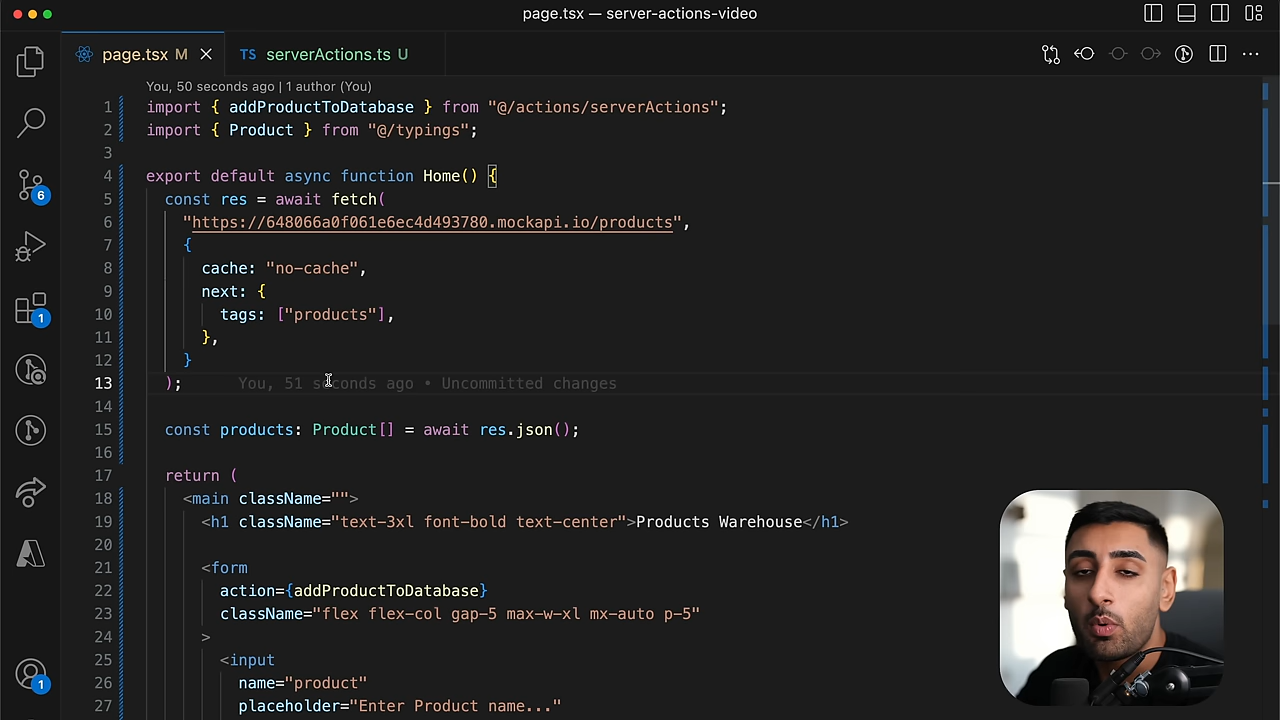 page.tsx — server-actions-video
page.tsx M
TS serverActions.ts U
You, 50 seconds ago | 1 author (You)
1 import { addProductToDatabase } from "@/actions/serverActions";
2 import { Product } from "@/typings";
3
4 export default async function Home() {
5 const res = await fetch(
6 "https://648066a0f061e6ec4d493780.mockapi.io/products",
7 {
8 cache: "no-cache",
9 next: {
10 tags: ["products"],
11 },
12 }
13 ); You, 51 seconds ago • Uncommitted changes
14
15 const products: Product[] = await res.json();
16
17 return (
18 <main className="">
19 <h1 className="text-3xl font-bold text-center">Products Warehouse</h1>
20
21 <form
22 action={addProductToDatabase}
23 className="flex flex-col gap-5 max-w-xl mx-auto p-5"
24 >
25 <input
26 name="product"
27 placeholder="Enter Product name..."
6
1
1